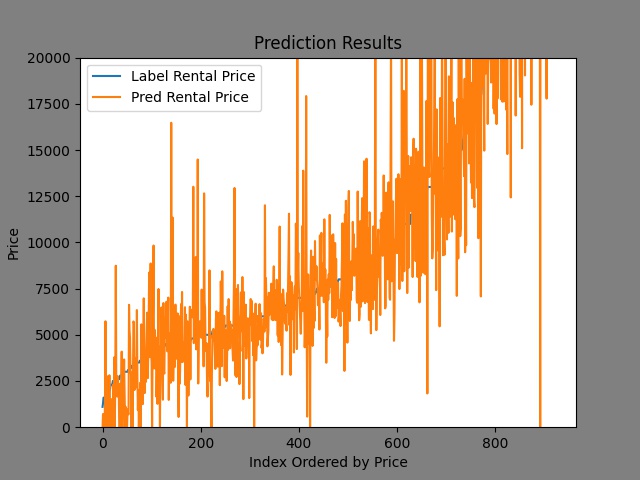 Prediction Results
Label Rental Price
Pred Rental Price
20000
17500
15000
12500
10000
7500
5000
2500
0
Price
0 200 400 600 800
Index Ordered by Price